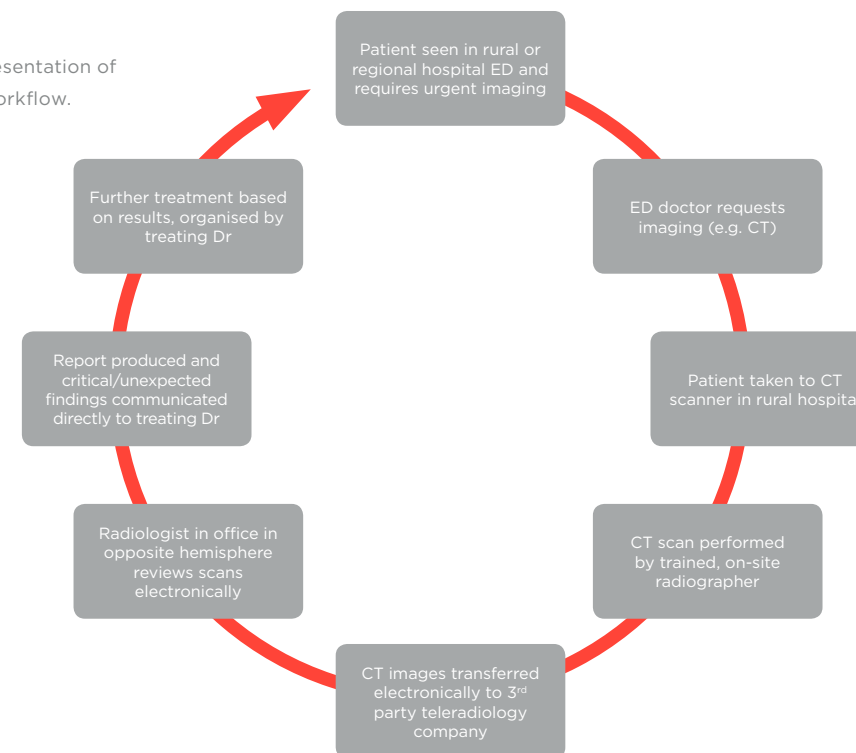 esentation of
orkflow.
Patient seen in rural or
regional hospital ED and
requires urgent imaging
ED doctor requests
imaging (e.g. CT)
Patient taken to CT
scanner in rural hospita
CT scan performed
by trained, on-site
radiographer
CT images transferred
electronically to 3rd
party teleradiology
company
Radiologist in office in
opposite hemisphere
reviews scans
electronically
Report produced and
critical/unexpected
findings communicated
directly to treating Dr
Further treatment based
on results, organised by
treating Dr